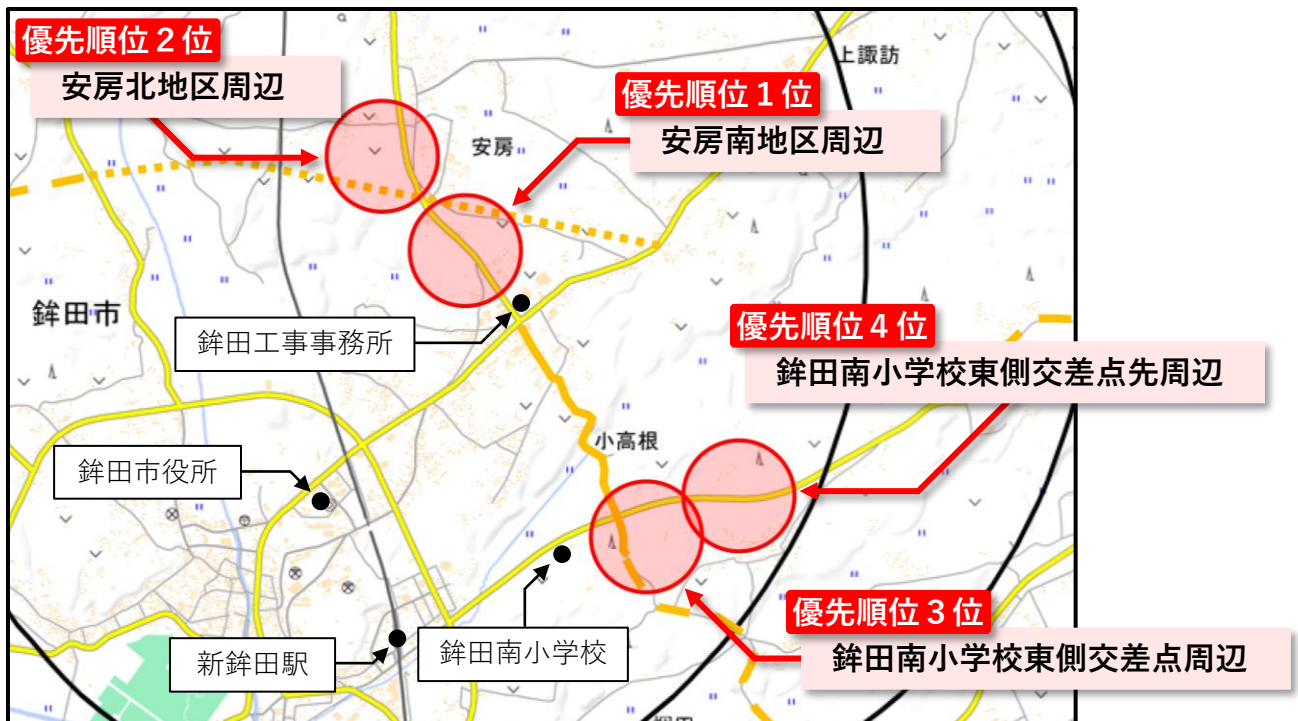 優先順位２位
安房北地区周辺
上諏訪
優先順位１位
安房南地区周辺
安房
鉾田市
鉾田工事事務所
優先順位４位
鉾田南小学校東側交差点先周辺
小高根
鉾田市役所
優先順位３位
鉾田南小学校東側交差点周辺
鉾田南小学校
新鉾田駅